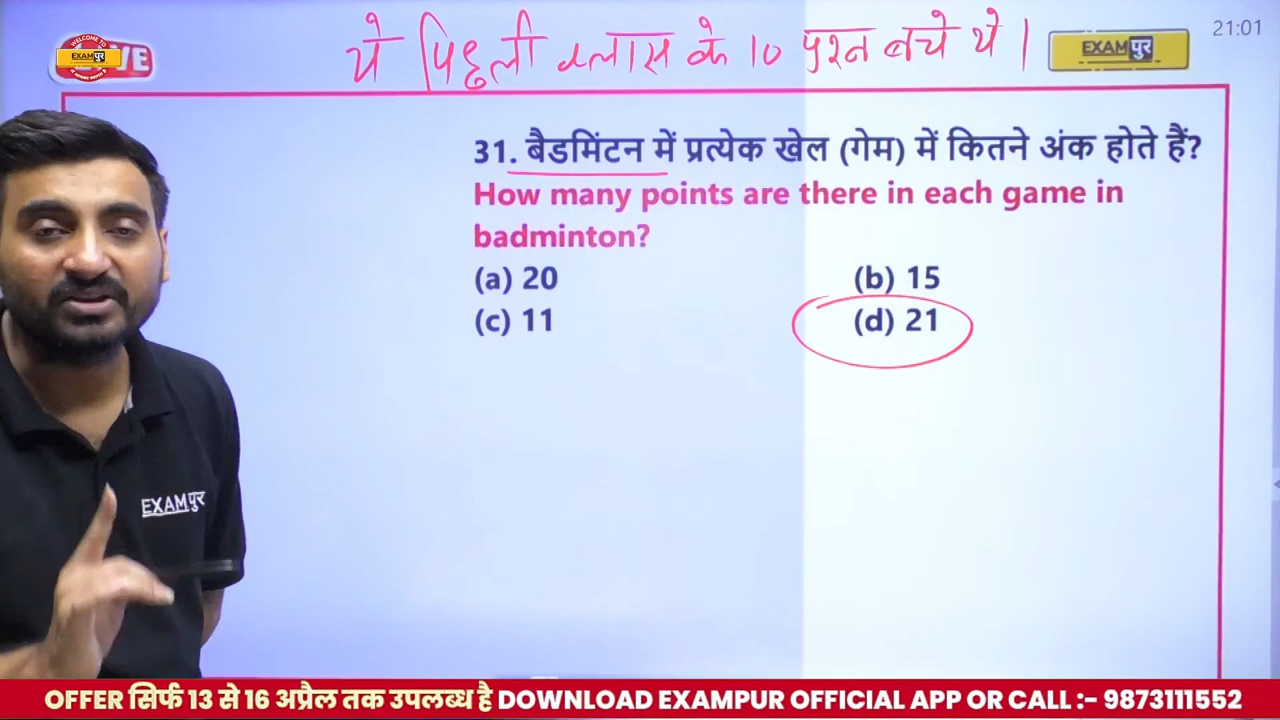 ये पिछली क्लास के 10 प्रश्न बचे थे।
21:01
WELCOME TO
EXAMपुर
LIVE
EXAMपुर
31. बैडमिंटन में प्रत्येक खेल (गेम) में कितने अंक होते हैं?
How many points are there in each game in
badminton?
(a) 20 (b) 15
(c) 11 (d) 21
EXAMपुर
OFFER सिर्फ 13 से 16 अप्रैल तक उपलब्ध है DOWNLOAD EXAMPUR OFFICIAL APP OR CALL :- 9873111552